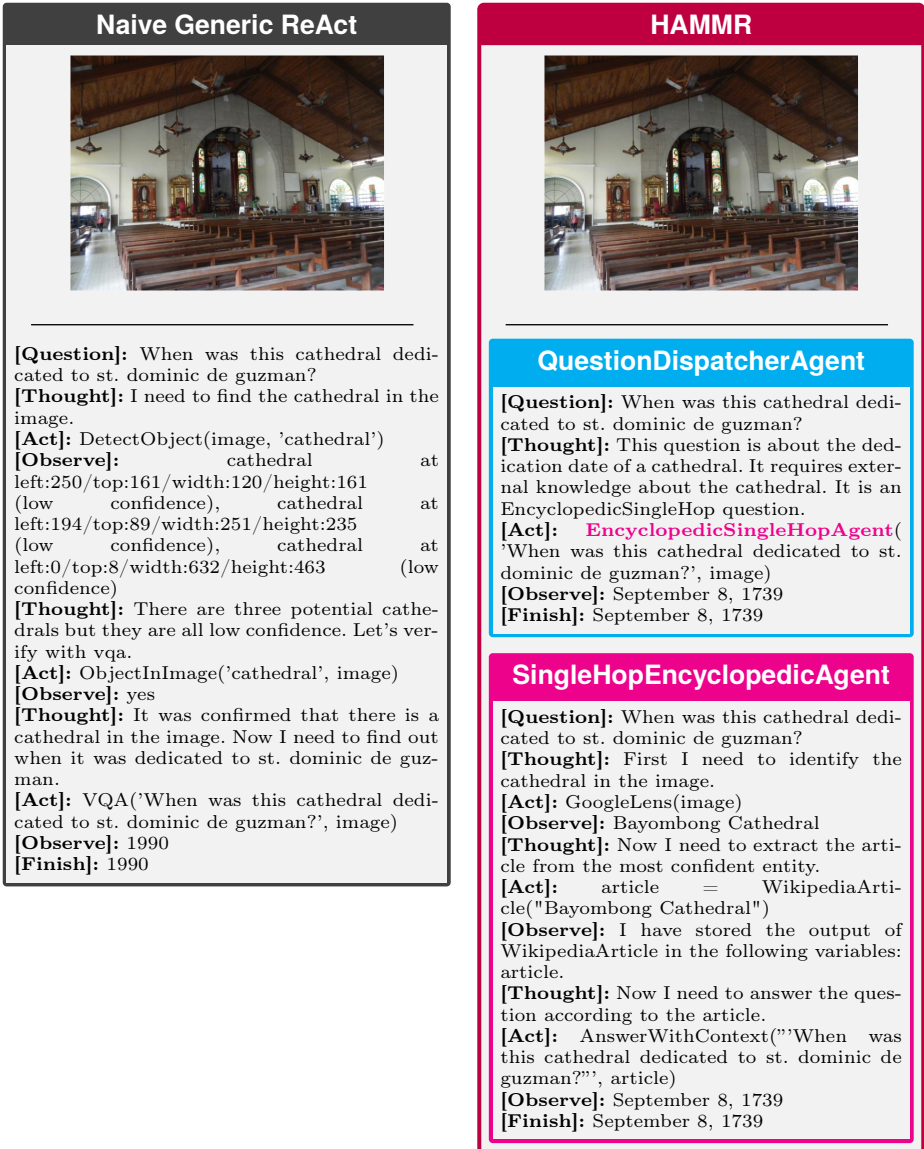 Naive Generic ReAct
[Question]: When was this cathedral dedi-
cated to st. dominic de guzman?
[Thought]: I need to find the cathedral in the
image.
[Act]: DetectObject(image, 'cathedral')
[Observe]: cathedral at
left:250/top:161/width:120/height:161
(low confidence), cathedral at
left:194/top:89/width:251/height:235
(low confidence), cathedral at
left:0/top:8/width:632/height:463 (low
confidence)
[Thought]: There are three potential cathe-
drals but they are all low confidence. Let's ver-
ify with vqa.
[Act]: ObjectInImage('cathedral', image)
[Observe]: yes
[Thought]: It was confirmed that there is a
cathedral in the image. Now I need to find out
when it was dedicated to st. dominic de guz-
man.
[Act]: VQA('When was this cathedral dedi-
cated to st. dominic de guzman?', image)
[Observe]: 1990
[Finish]: 1990
HAMMR
QuestionDispatcherAgent
[Question]: When was this cathedral dedi-
cated to st. dominic de guzman?
[Thought]: This question is about the ded-
ication date of a cathedral. It requires exter-
nal knowledge about the cathedral. It is an
EncyclopedicSingleHop question.
[Act]: EncyclopedicSingleHopAgent(
'When was this cathedral dedicated to st.
dominic de guzman?', image)
[Observe]: September 8, 1739
[Finish]: September 8, 1739
SingleHopEncyclopedicAgent
[Question]: When was this cathedral dedi-
cated to st. dominic de guzman?
[Thought]: First I need to identify the
cathedral in the image.
[Act]: GoogleLens(image)
[Observe]: Bayombong Cathedral
[Thought]: Now I need to extract the arti-
cle from the most confident entity.
[Act]: article = WikipediaArti-
cle("Bayombong Cathedral")
[Observe]: I have stored the output of
WikipediaArticle in the following variables:
article.
[Thought]: Now I need to answer the ques-
tion according to the article.
[Act]: AnswerWithContext("'When was
this cathedral dedicated to st. dominic de
guzman?"', article)
[Observe]: September 8, 1739
[Finish]: September 8, 1739